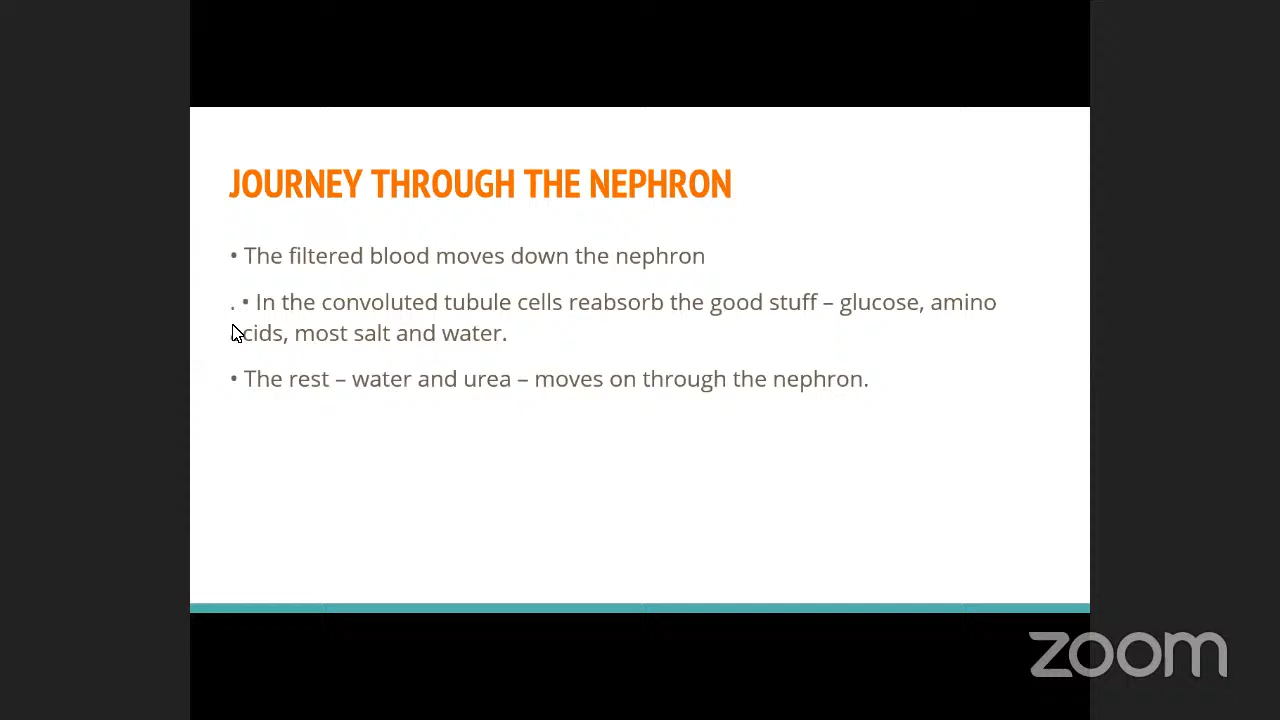 JOURNEY THROUGH THE NEPHRON
• The filtered blood moves down the nephron
. • In the convoluted tubule cells reabsorb the good stuff – glucose, amino
acids, most salt and water.
• The rest – water and urea – moves on through the nephron.
zoom